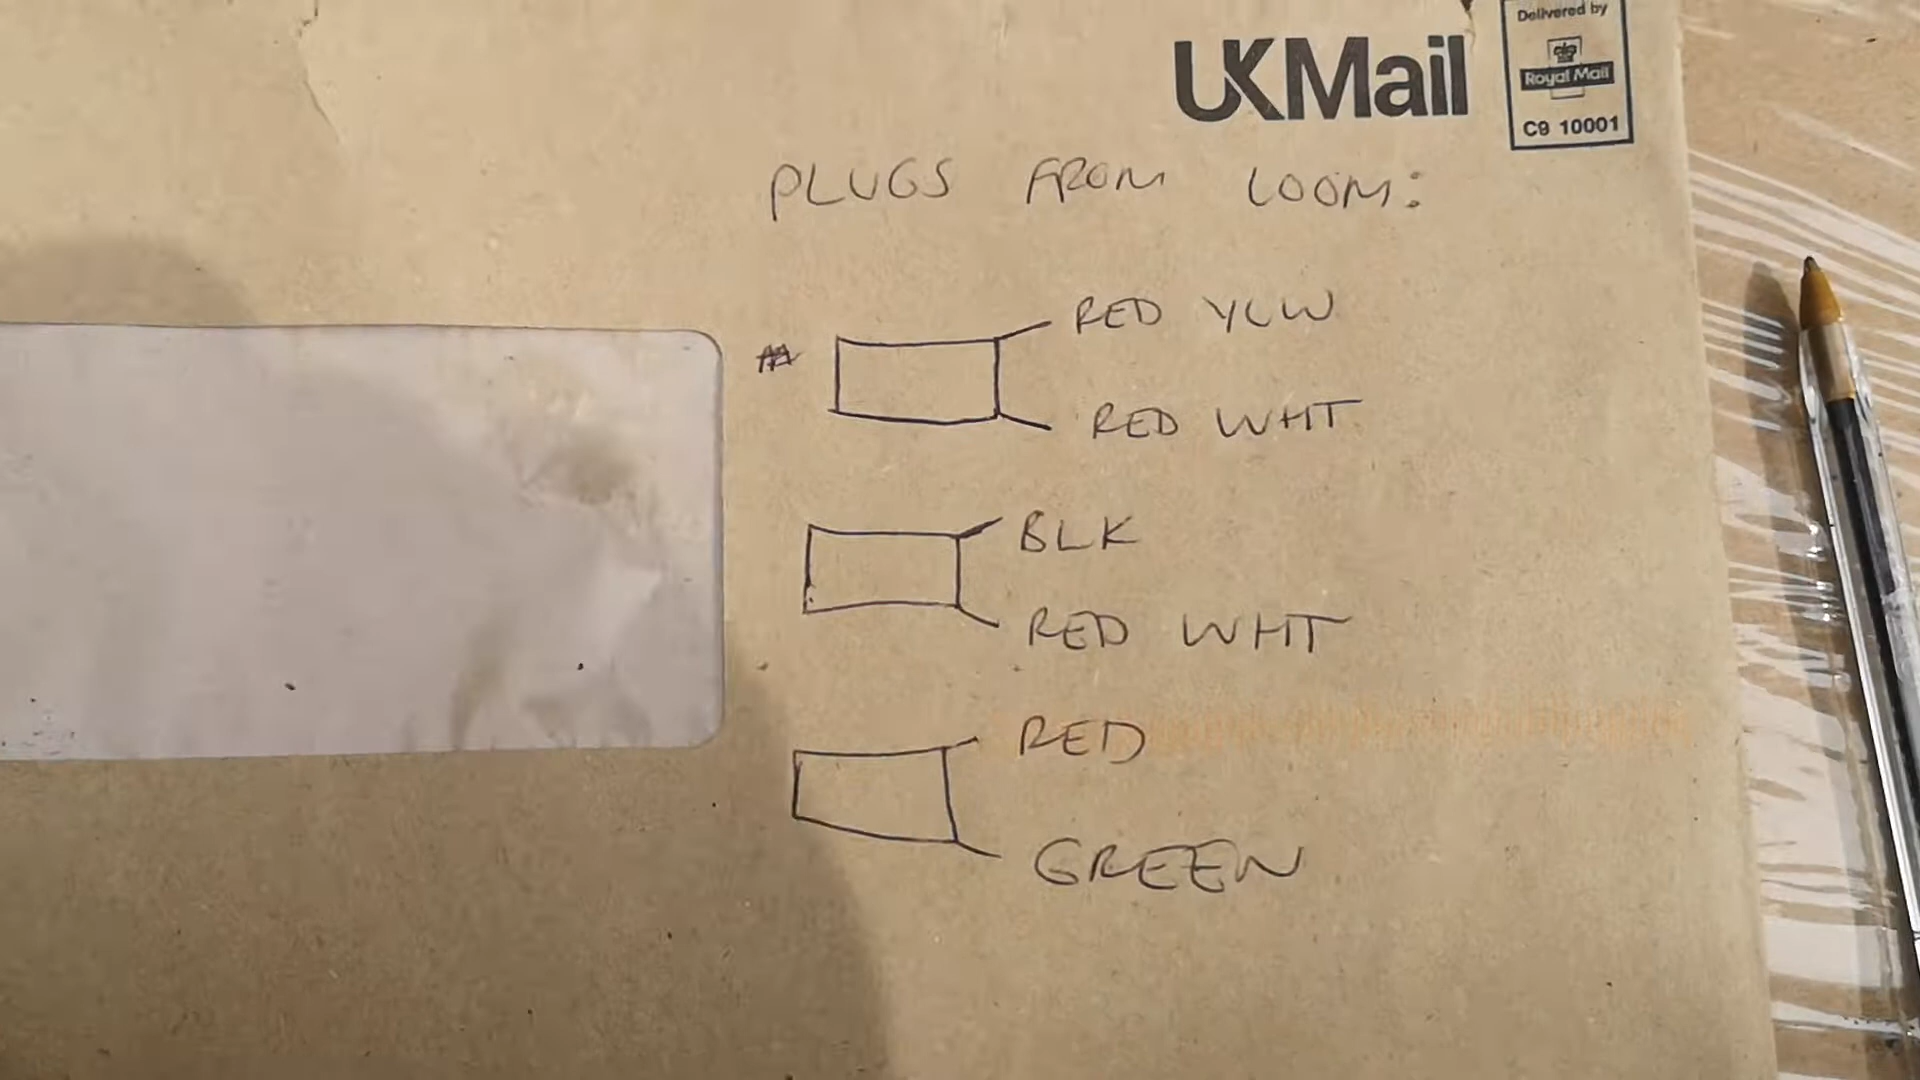 Delivered by
UKMail
Royal Mail
C9 10001
PLUGS FROM LOOM:
RED YLW
RED WHT
BLK
RED WHT
RED
GREEN